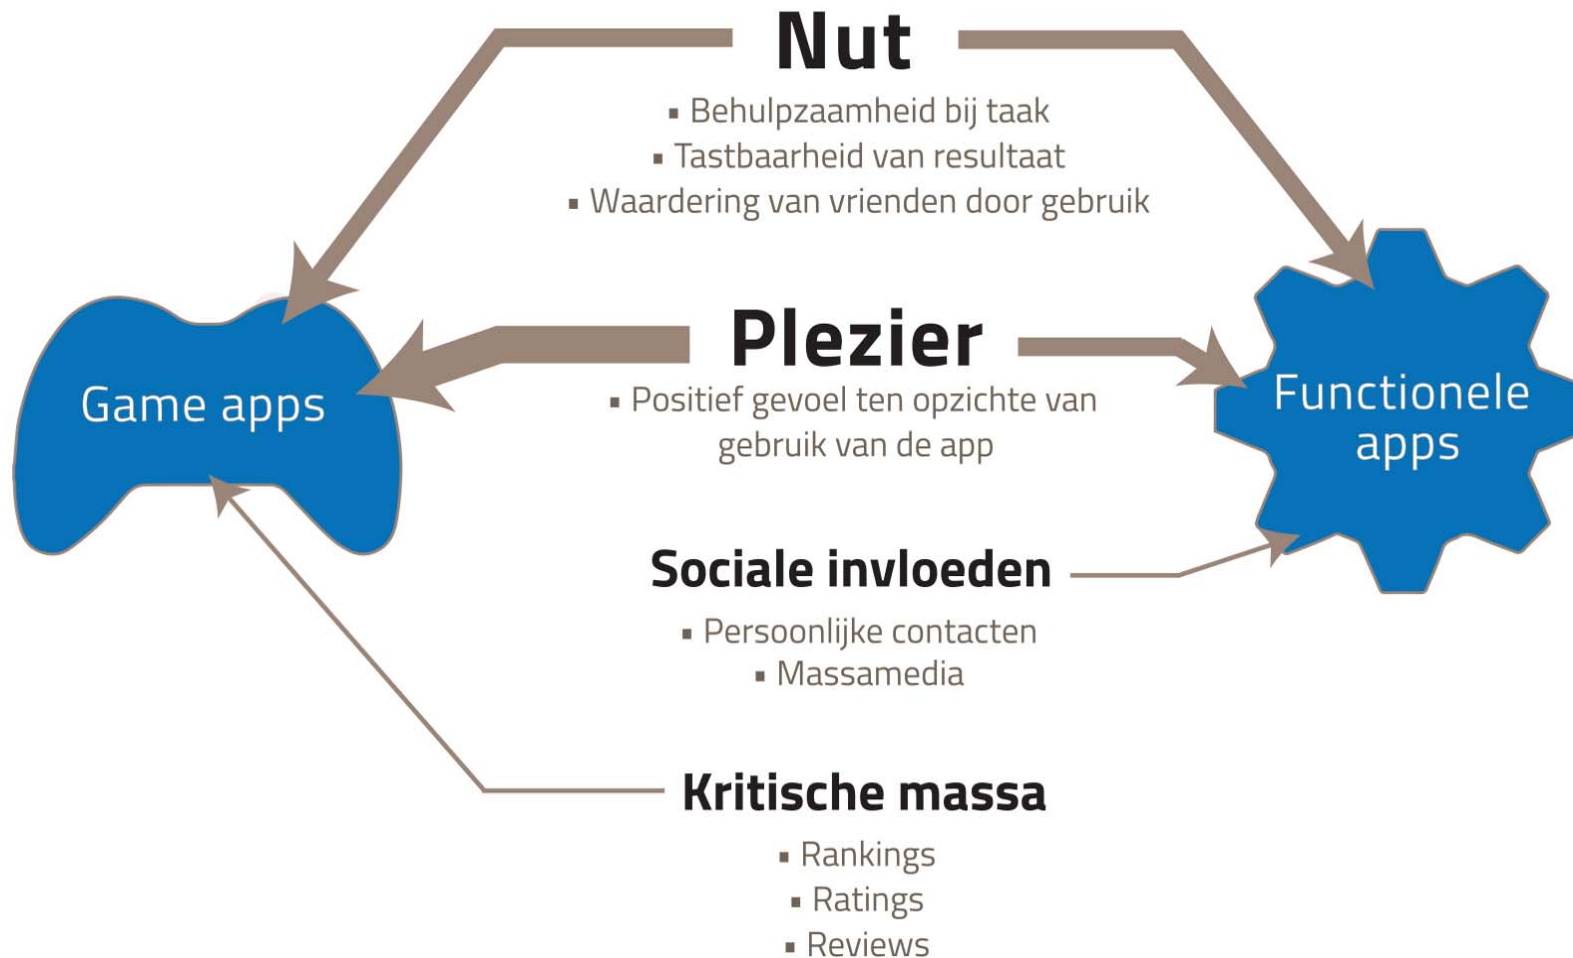 Nut
▪ Behulpzaamheid bij taak
▪ Tastbaarheid van resultaat
▪ Waardering van vrienden door gebruik
Plezier
▪ Positief gevoel ten opzichte van
gebruik van de app
Game apps
Functionele
apps
Sociale invloeden
▪ Persoonlijke contacten
▪ Massamedia
Kritische massa
▪ Rankings
▪ Ratings
▪ Reviews